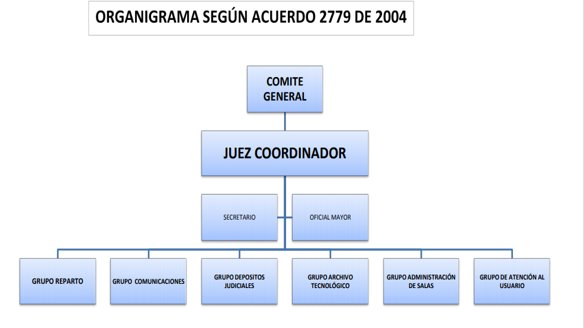 ORGANIGRAMA SEGÚN ACUERDO 2779 DE 2004
COMITE
GENERAL
JUEZ COORDINADOR
SECRETARIO
OFICIAL MAYOR
GRUPO REPARTO
GRUPO COMUNICACIONES
GRUPO DEPOSITOS
JUDICIALES
GRUPO ARCHIVO
TECNOLÓGICO
GRUPO ADMINISTRACIÓN
DE SALAS
GRUPO DE ATENCIÓN AL
USUARIO